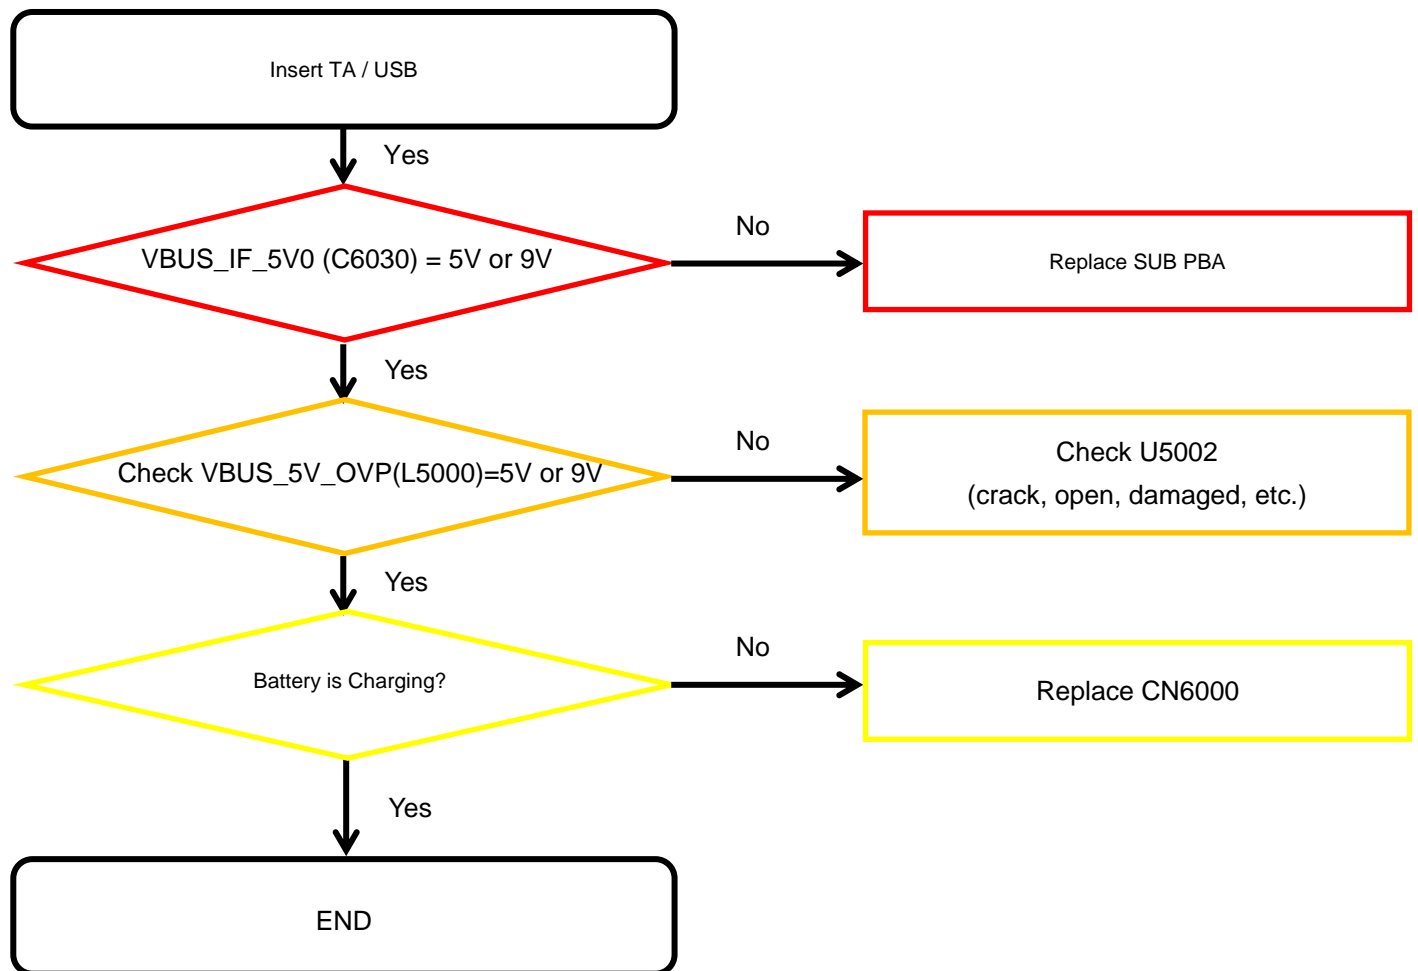 Insert TA / USB
Yes
VBUS_IF_5V0 (C6030) = 5V or 9V
No
Replace SUB PBA
Yes
Check VBUS_5V_OVP(L5000)=5V or 9V
No
Check U5002
(crack, open, damaged, etc.)
Yes
Battery is Charging?
No
Replace CN6000
Yes
END